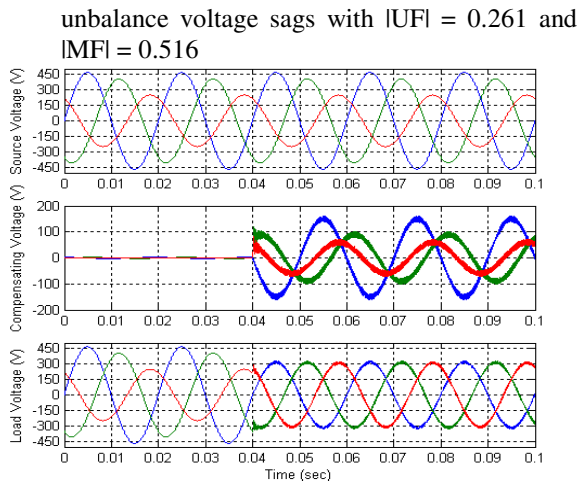 unbalance voltage sags with |UF| = 0.261 and
|MF| = 0.516
Source Voltage (V)
450
300
150
0
-150
-300
-450
0 0.01 0.02 0.03 0.04 0.05 0.06 0.07 0.08 0.09 0.1
Compensating Voltage (V)
200
100
0
-100
-200
0 0.01 0.02 0.03 0.04 0.05 0.06 0.07 0.08 0.09 0.1
Load Voltage (V)
450
300
150
0
-150
-300
-450
0 0.01 0.02 0.03 0.04 0.05 0.06 0.07 0.08 0.09 0.1
Time (sec)